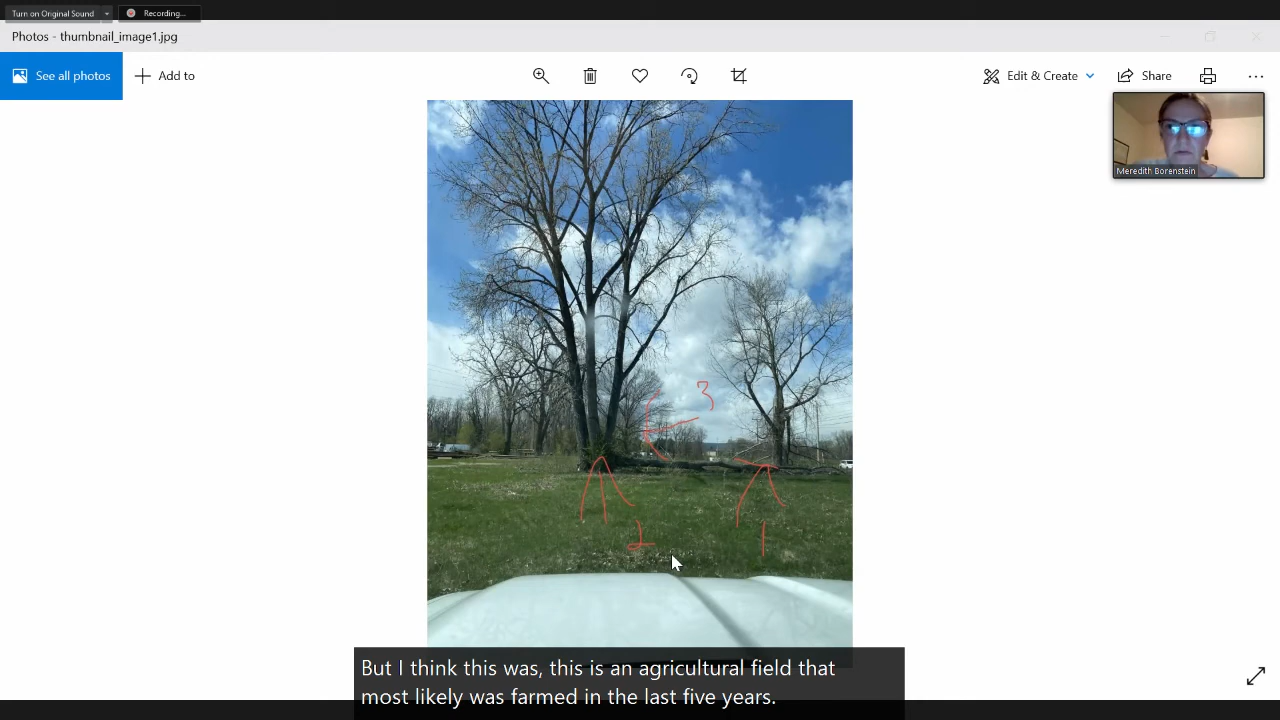 Turn on Original Sound
Recording...
Photos - thumbnail_image1.jpg
See all photos
Add to
Edit & Create
Share
Meredith Borenstein
3
2
1
But I think this was, this is an agricultural field that
most likely was farmed in the last five years.